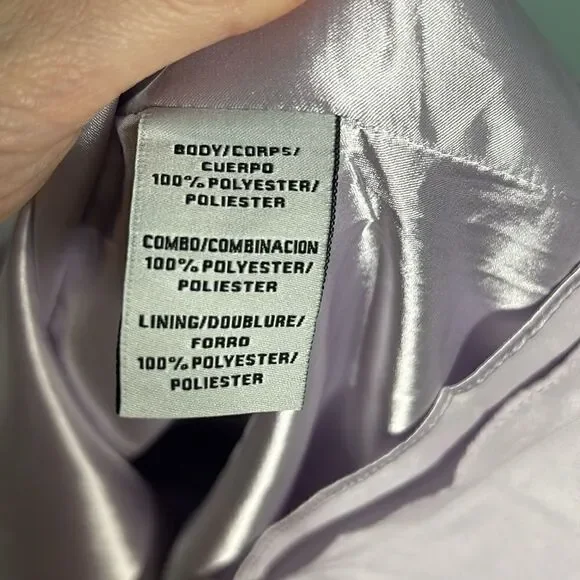 BODY/CORPS/
CUERPO
100% POLYESTER/
POLIESTER
COMBO/COMBINACION
100% POLYESTER/
POLIESTER
LINING/DOUBLURE/
FORRO
100% POLYESTER/
POLIESTER